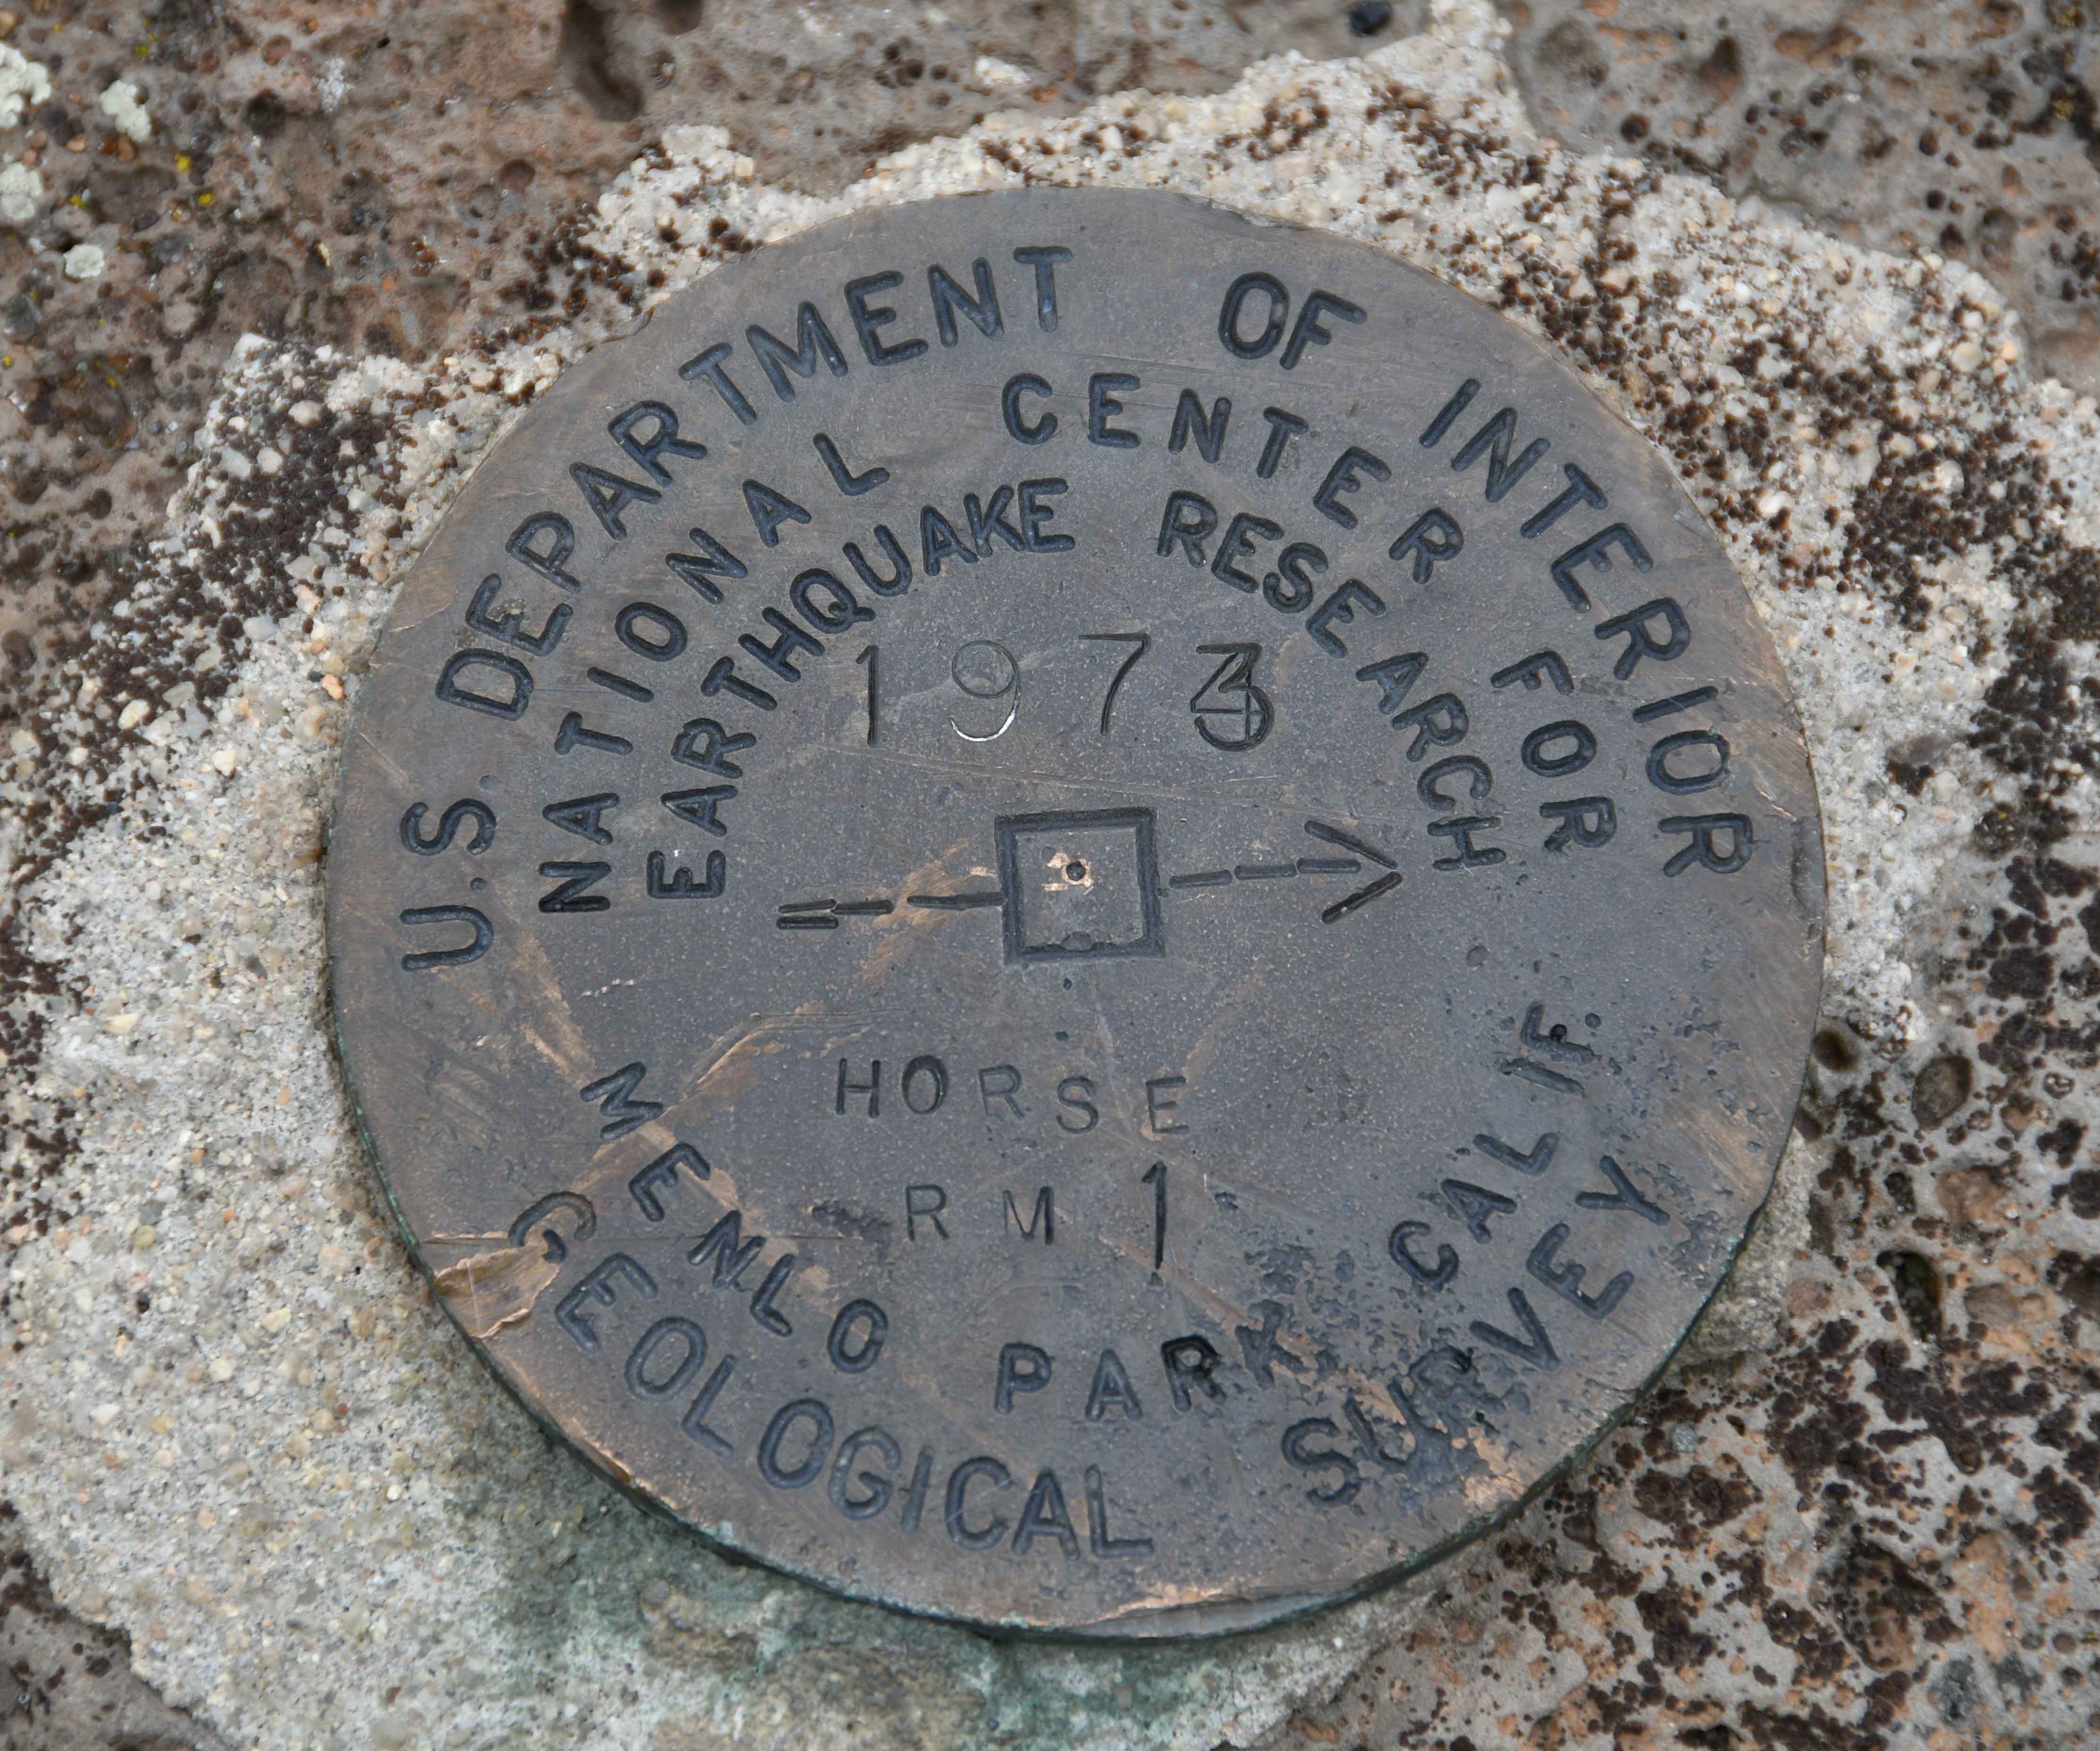 U.S. DEPARTMENT OF INTERIOR
NATIONAL CENTER FOR
EARTHQUAKE RESEARCH
HORSE
RM 1
MENLO PARK, CALIF.
GEOLOGICAL SURVEY